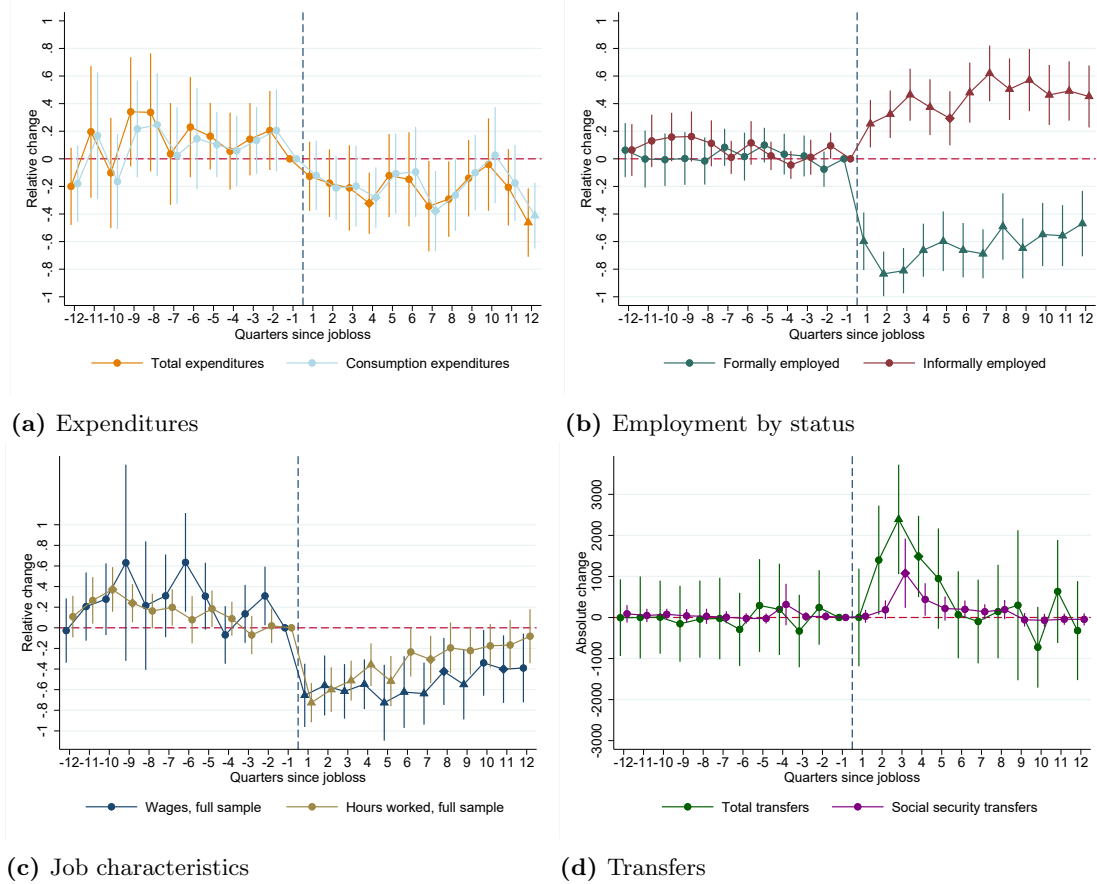 1
.8
.6
.4
.2
0
-.2
-.4
-.6
-.8
-1
Relative change
-12 -11 -10 -9 -8 -7 -6 -5 -4 -3 -2 -1 1 2 3 4 5 6 7 8 9 10 11 12
Quarters since jobloss
Total expenditures Consumption expenditures
(a) Expenditures
1
.8
.6
.4
.2
0
-.2
-.4
-.6
-.8
-1
Relative change
-12 -11 -10 -9 -8 -7 -6 -5 -4 -3 -2 -1 1 2 3 4 5 6 7 8 9 10 11 12
Quarters since jobloss
Formally employed Informally employed
(b) Employment by status
1
.8
.6
.4
.2
0
-.2
-.4
-.6
-.8
-1
Relative change
-12 -11 -10 -9 -8 -7 -6 -5 -4 -3 -2 -1 1 2 3 4 5 6 7 8 9 10 11 12
Quarters since jobloss
Wages, full sample Hours worked, full sample
(c) Job characteristics
3000
2000
1000
0
-1000
-2000
-3000
Absolute change
-12 -11 -10 -9 -8 -7 -6 -5 -4 -3 -2 -1 1 2 3 4 5 6 7 8 9 10 11 12
Quarters since jobloss
Total transfers Social security transfers
(d) Transfers